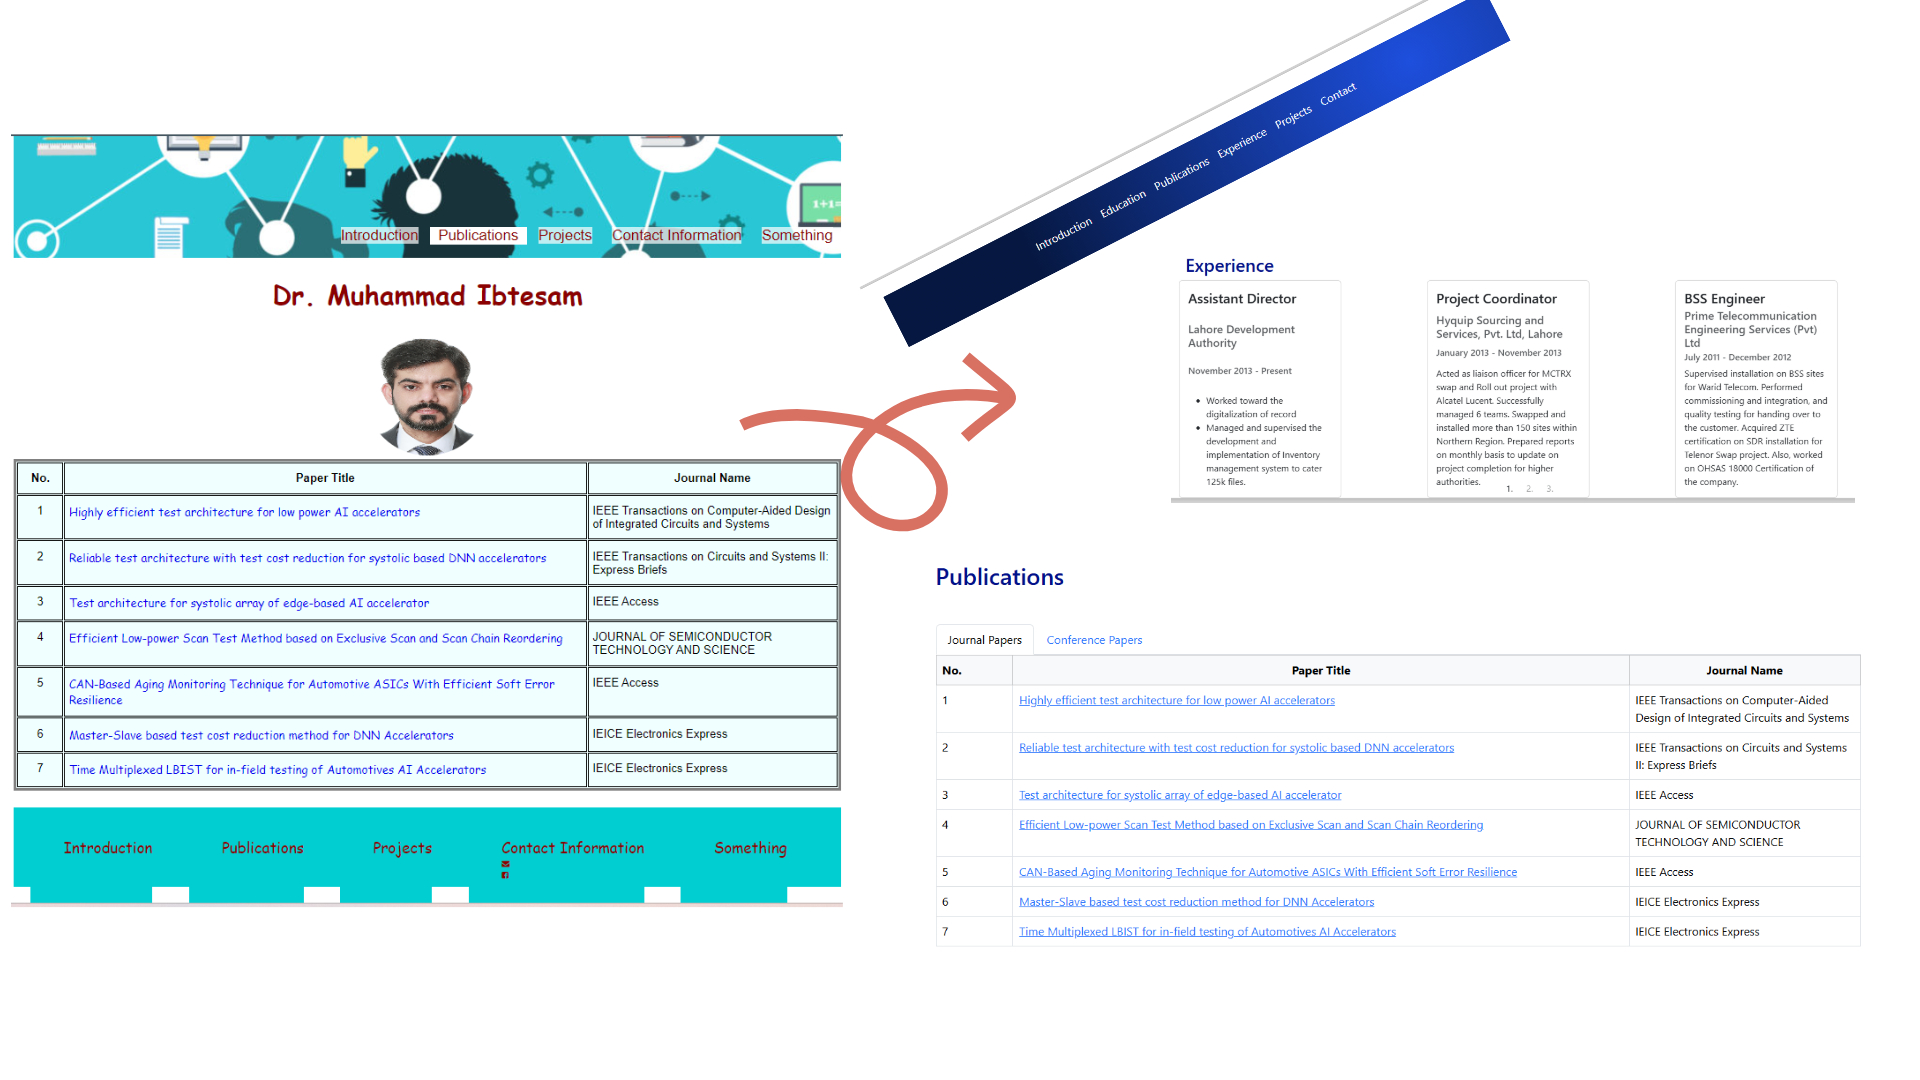 1+1=
Introduction Publications Projects Contact Information Something
Dr. Muhammad Ibtesam
No. Paper Title Journal Name
1 Highly efficient test architecture for low power AI accelerators IEEE Transactions on Computer-Aided Design
of Integrated Circuits and Systems
2 Reliable test architecture with test cost reduction for systolic based DNN accelerators IEEE Transactions on Circuits and Systems II:
Express Briefs
3 Test architecture for systolic array of edge-based AI accelerator IEEE Access
4 Efficient Low-power Scan Test Method based on Exclusive Scan and Scan Chain Reordering JOURNAL OF SEMICONDUCTOR
TECHNOLOGY AND SCIENCE
5 CAN-Based Aging Monitoring Technique for Automotive ASICs With Efficient Soft Error IEEE Access
Resilience
6 Master-Slave based test cost reduction method for DNN Accelerators IEICE Electronics Express
7 Time Multiplexed LBIST for in-field testing of Automotives AI Accelerators IEICE Electronics Express
Introduction Publications Projects Contact Information Something
Introduction Education Publications Experience Projects Contact
Experience
Assistant Director
Lahore Development
Authority
November 2013 - Present
• Worked toward the
digitalization of record
• Managed and supervised the
development and
implementation of Inventory
management system to cater
125k files.
Project Coordinator
Hyquip Sourcing and
Services, Pvt. Ltd, Lahore
January 2013 - November 2013
Acted as liaison officer for MCTRX
swap and Roll out project with
Alcatel Lucent. Successfully
managed 6 teams. Swapped and
installed more than 150 sites within
Northern Region. Prepared reports
on monthly basis to update on
project completion for higher
authorities.
1. 2. 3.
BSS Engineer
Prime Telecommunication
Engineering Services (Pvt)
Ltd
July 2011 - December 2012
Supervised installation on BSS sites
for Warid Telecom. Performed
commissioning and integration, and
quality testing for handing over to
the customer. Acquired ZTE
certification on SDR installation for
Telenor Swap project. Also, worked
on OHSAS 18000 Certification of
the company.
Publications
Journal Papers Conference Papers
No. Paper Title Journal Name
1 Highly efficient test architecture for low power AI accelerators IEEE Transactions on Computer-Aided
Design of Integrated Circuits and Systems
2 Reliable test architecture with test cost reduction for systolic based DNN accelerators IEEE Transactions on Circuits and Systems
II: Express Briefs
3 Test architecture for systolic array of edge-based AI accelerator IEEE Access
4 Efficient Low-power Scan Test Method based on Exclusive Scan and Scan Chain Reordering JOURNAL OF SEMICONDUCTOR
TECHNOLOGY AND SCIENCE
5 CAN-Based Aging Monitoring Technique for Automotive ASICs With Efficient Soft Error Resilience IEEE Access
6 Master-Slave based test cost reduction method for DNN Accelerators IEICE Electronics Express
7 Time Multiplexed LBIST for in-field testing of Automotives AI Accelerators IEICE Electronics Express